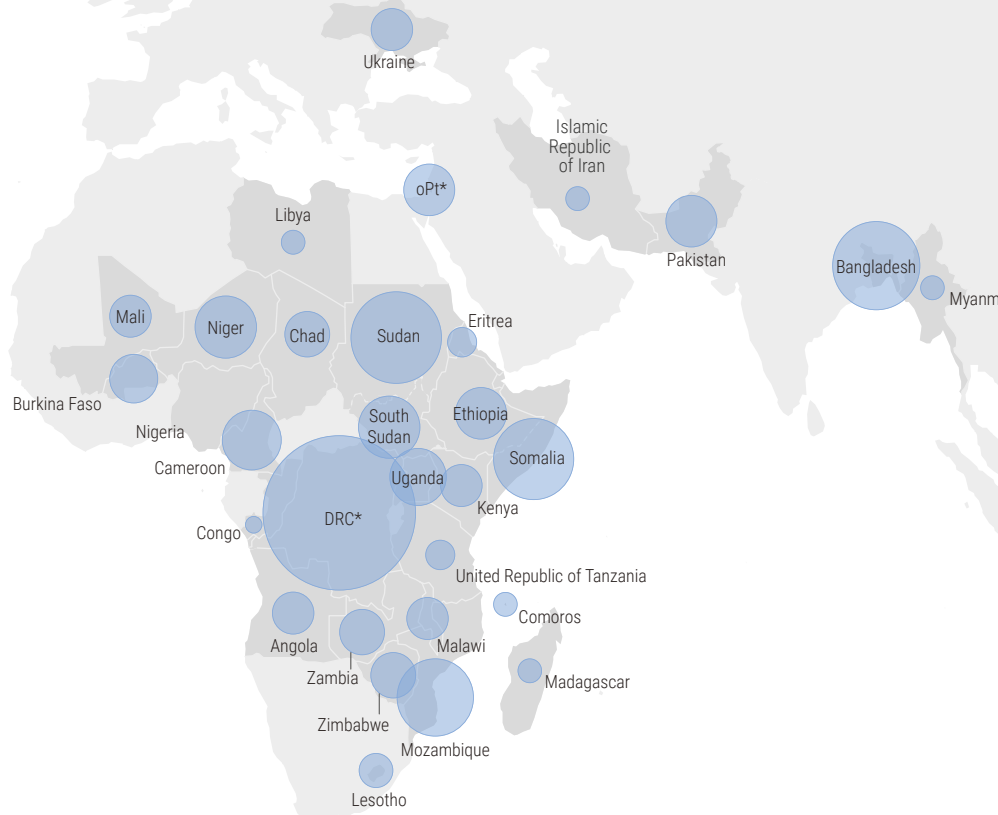 Ukraine
Islamic
Republic
of Iran
oPt*
Libya
Pakistan
Bangladesh
Myanm
Mali
Niger
Chad
Sudan
Eritrea
Burkina Faso
South
Sudan
Ethiopia
Nigeria
Cameroon
Somalia
Uganda
Kenya
DRC*
Congo
United Republic of Tanzania
Comoros
Angola
Malawi
Zambia
Madagascar
Zimbabwe
Mozambique
Lesotho